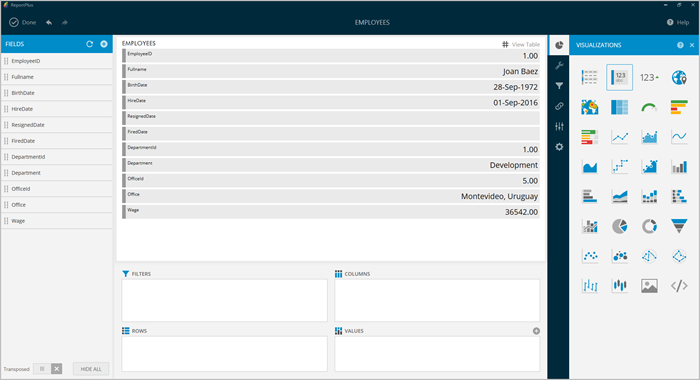 ReportPlus
Done
EMPLOYEES
Help
FIELDS
EmployeeID
Fullname
BirthDate
HireDate
ResignedDate
FiredDate
DepartmentId
Department
OfficeId
Office
Wage
Transposed
HIDE ALL
EMPLOYEES
View Table
EmployeeID
1.00
Fullname
Joan Baez
BirthDate
28-Sep-1972
HireDate
01-Sep-2016
ResignedDate
FiredDate
DepartmentId
1.00
Department
Development
OfficeId
5.00
Office
Montevideo, Uruguay
Wage
36542.00
FILTERS
COLUMNS
ROWS
VALUES
VISUALIZATIONS
123
123